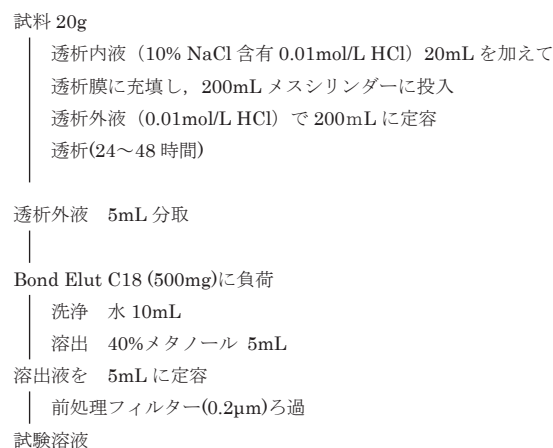 試料 20g
透析内液（10% NaCl 含有 0.01mol/L HCl）20mL を加えて
透析膜に充填し，200mL メスシリンダーに投入
透析外液（0.01mol/L HCl）で 200mL に定容
透析(24～48 時間)
透析外液 5mL 分取
Bond Elut C18 (500mg)に負荷
洗浄 水 10mL
溶出 40%メタノール 5mL
溶出液を 5mL に定容
前処理フィルター(0.2µm)ろ過
試験溶液